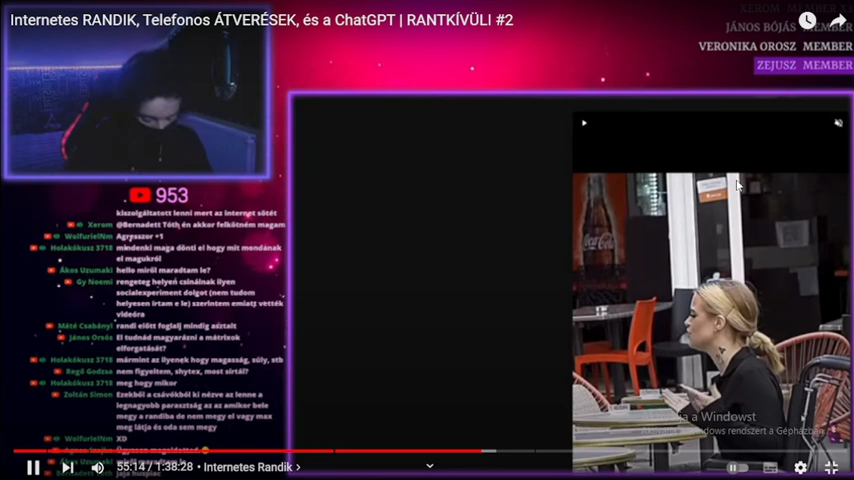 Internetes RANDIK, Telefonos ÁTVERÉSEK, és a ChatGPT | RANTKÍVÜLI #2
XEROM MEMBER X1
JÁNOS BÓJÁS MEMBER
VERONIKA OROSZ MEMBER
ZEJUSZ MEMBER
953
kiszolgáltatott lenni mert az internet sötét
Xerom @Bernadett Tóth én akkor felkötném magam
WolfurielNm Agresszor +1
Holakókusz 3718 mindenki maga dönti el hogy mit mondanak
el magukról
Ákos Uzumaki hello miről maradtam le?
Gy Noemi rengeteg helyen csinálnak ilyen
socialexperiment dolgot (nem tudom
helyesen írtam e le) szerintem emiatt vették
videóra
Máté Csabányi randi előtt foglalj mindig asztalt
János Orsós El tudnád magyarázni a mátrixok
elforgatását?
Holakókusz 3718 mármint az ilyenek hogy magasság, súly, stb
Regő Godzsa nem figyeltem, shytex, most sírtál?
Holakókusz 3718 meg hogy mikor
Zoltán Simon Ezekből a csávókból ki nézve az lenne a
legnagyobb parasztság az az amikor bele
megy a randiba de nem megy el vagy max
meg látja és oda sem megy
WolfurielNm XD
Coca-Cola
a Windowst
rendszert a Gépházban
55:14 / 1:38:28 • Internetes Randik